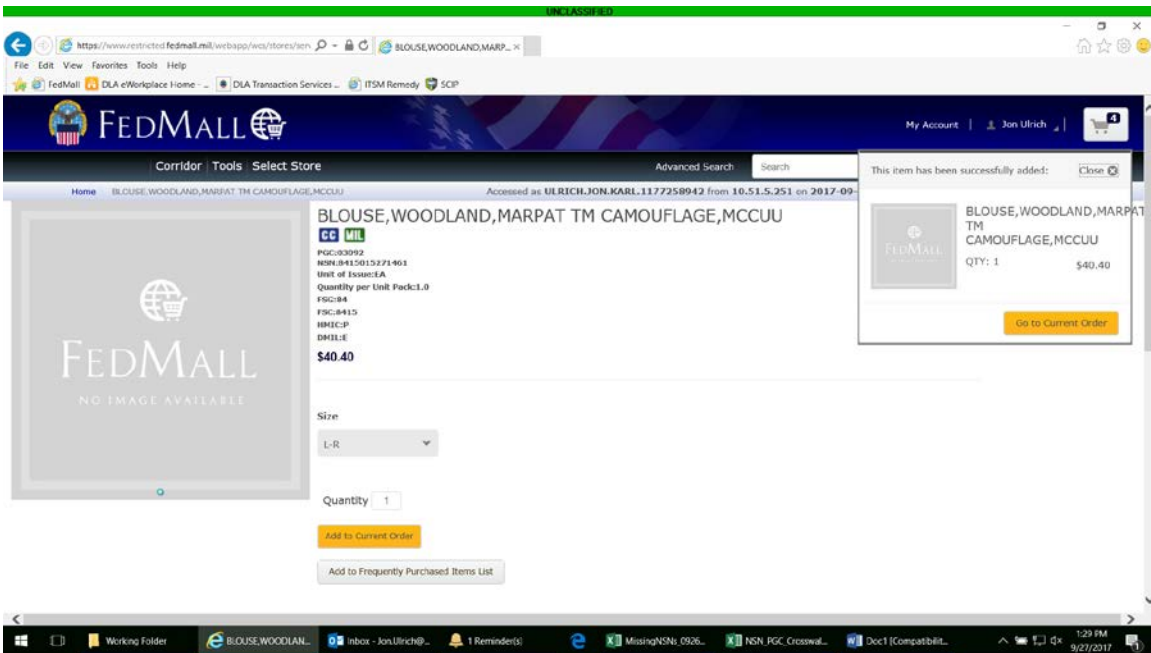 UNCLASSIFIED
https://www.restricted.fedmall.mil/webapp/wcs/stores/ser
BLOUSE,WOODLAND,MARP...
File Edit View Favorites Tools Help
FedMall DLA eWorkplace Home - ... DLA Transaction Services ... ITSM Remedy SCIP
FEDMALL
My Account | Jon Ulrich | 4
Corridor Tools Select Store
Advanced Search Search
Home BLOUSE,WOODLAND,MARPAT TM CAMOUFLAGE,MCCUU
Accessed as ULRICH.JON.KARL.1177258942 from 10.51.5.251 on 2017-09-
This item has been successfully added: Close
BLOUSE,WOODLAND,MARPAT
TM
CAMOUFLAGE,MCCUU
QTY: 1 $40.40
Go to Current Order
FEDMALL
NO IMAGE AVAILABLE
BLOUSE,WOODLAND,MARPAT TM CAMOUFLAGE,MCCUU
CC MIL
PGC:03092
NSN:8415015271461
Unit of Issue:EA
Quantity per Unit Pack:1.0
FSG:84
FSC:8415
HMIC:P
DMIL:E
$40.40
Size
L-R
Quantity 1
Add to Current Order
Add to Frequently Purchased Items List
FEDMALL
Working Folder BLOUSE,WOODLAN... Inbox - Jon.Ulrich@... 1 Reminder(s) MissingNSNs_0926... NSN_PGC_Crosswal... Doc1 [Compatibilit...
1:29 PM
9/27/2017